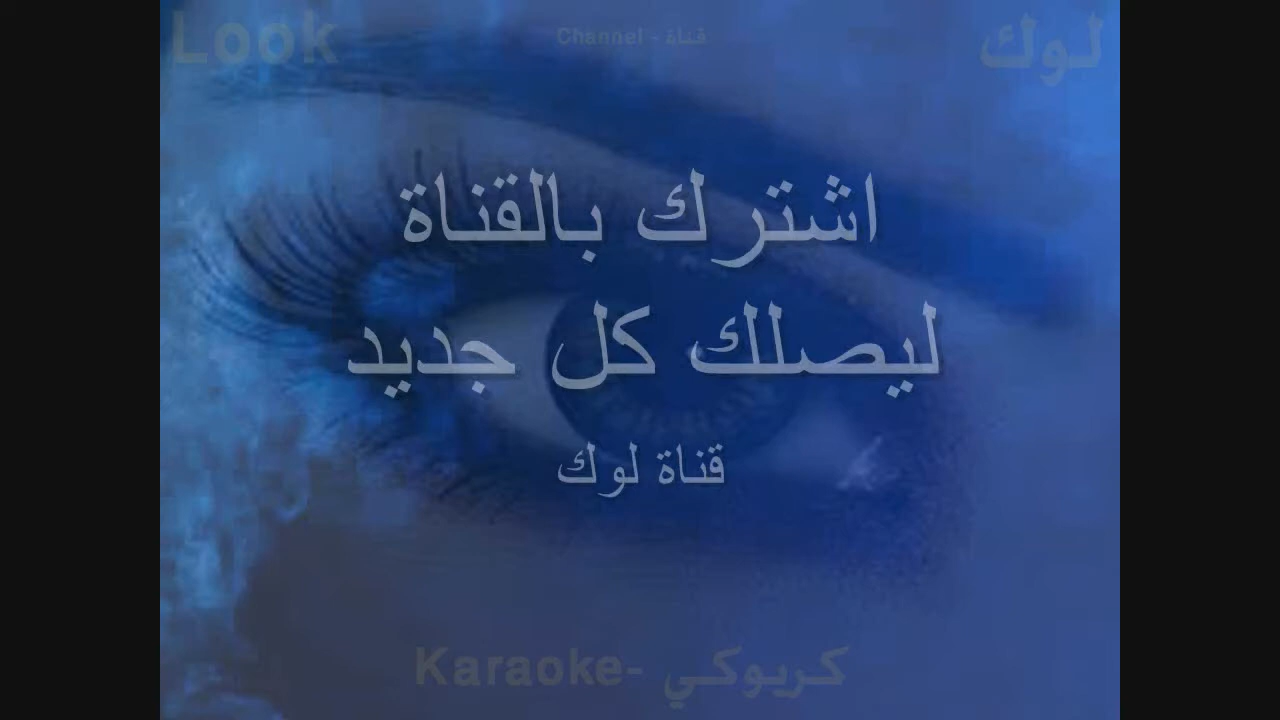 Look
قناة - Channel
لوك
اشترك بالقناة
ليصلك كل جديد
قناة لوك
كريوكي -Karaoke